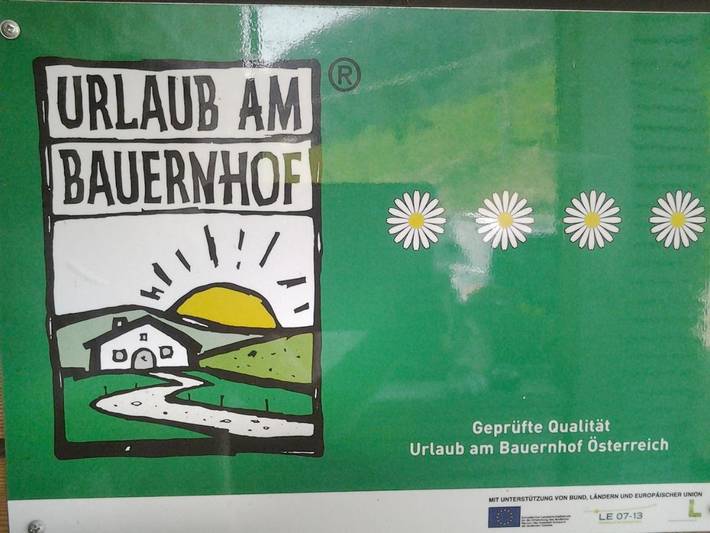 URLAUB AM
BAUERNHOF
®
Geprüfte Qualität
Urlaub am Bauernhof Österreich
MIT UNTERSTÜTZUNG VON BUND, LÄNDERN UND EUROPÄISCHER UNION
LE 07-13